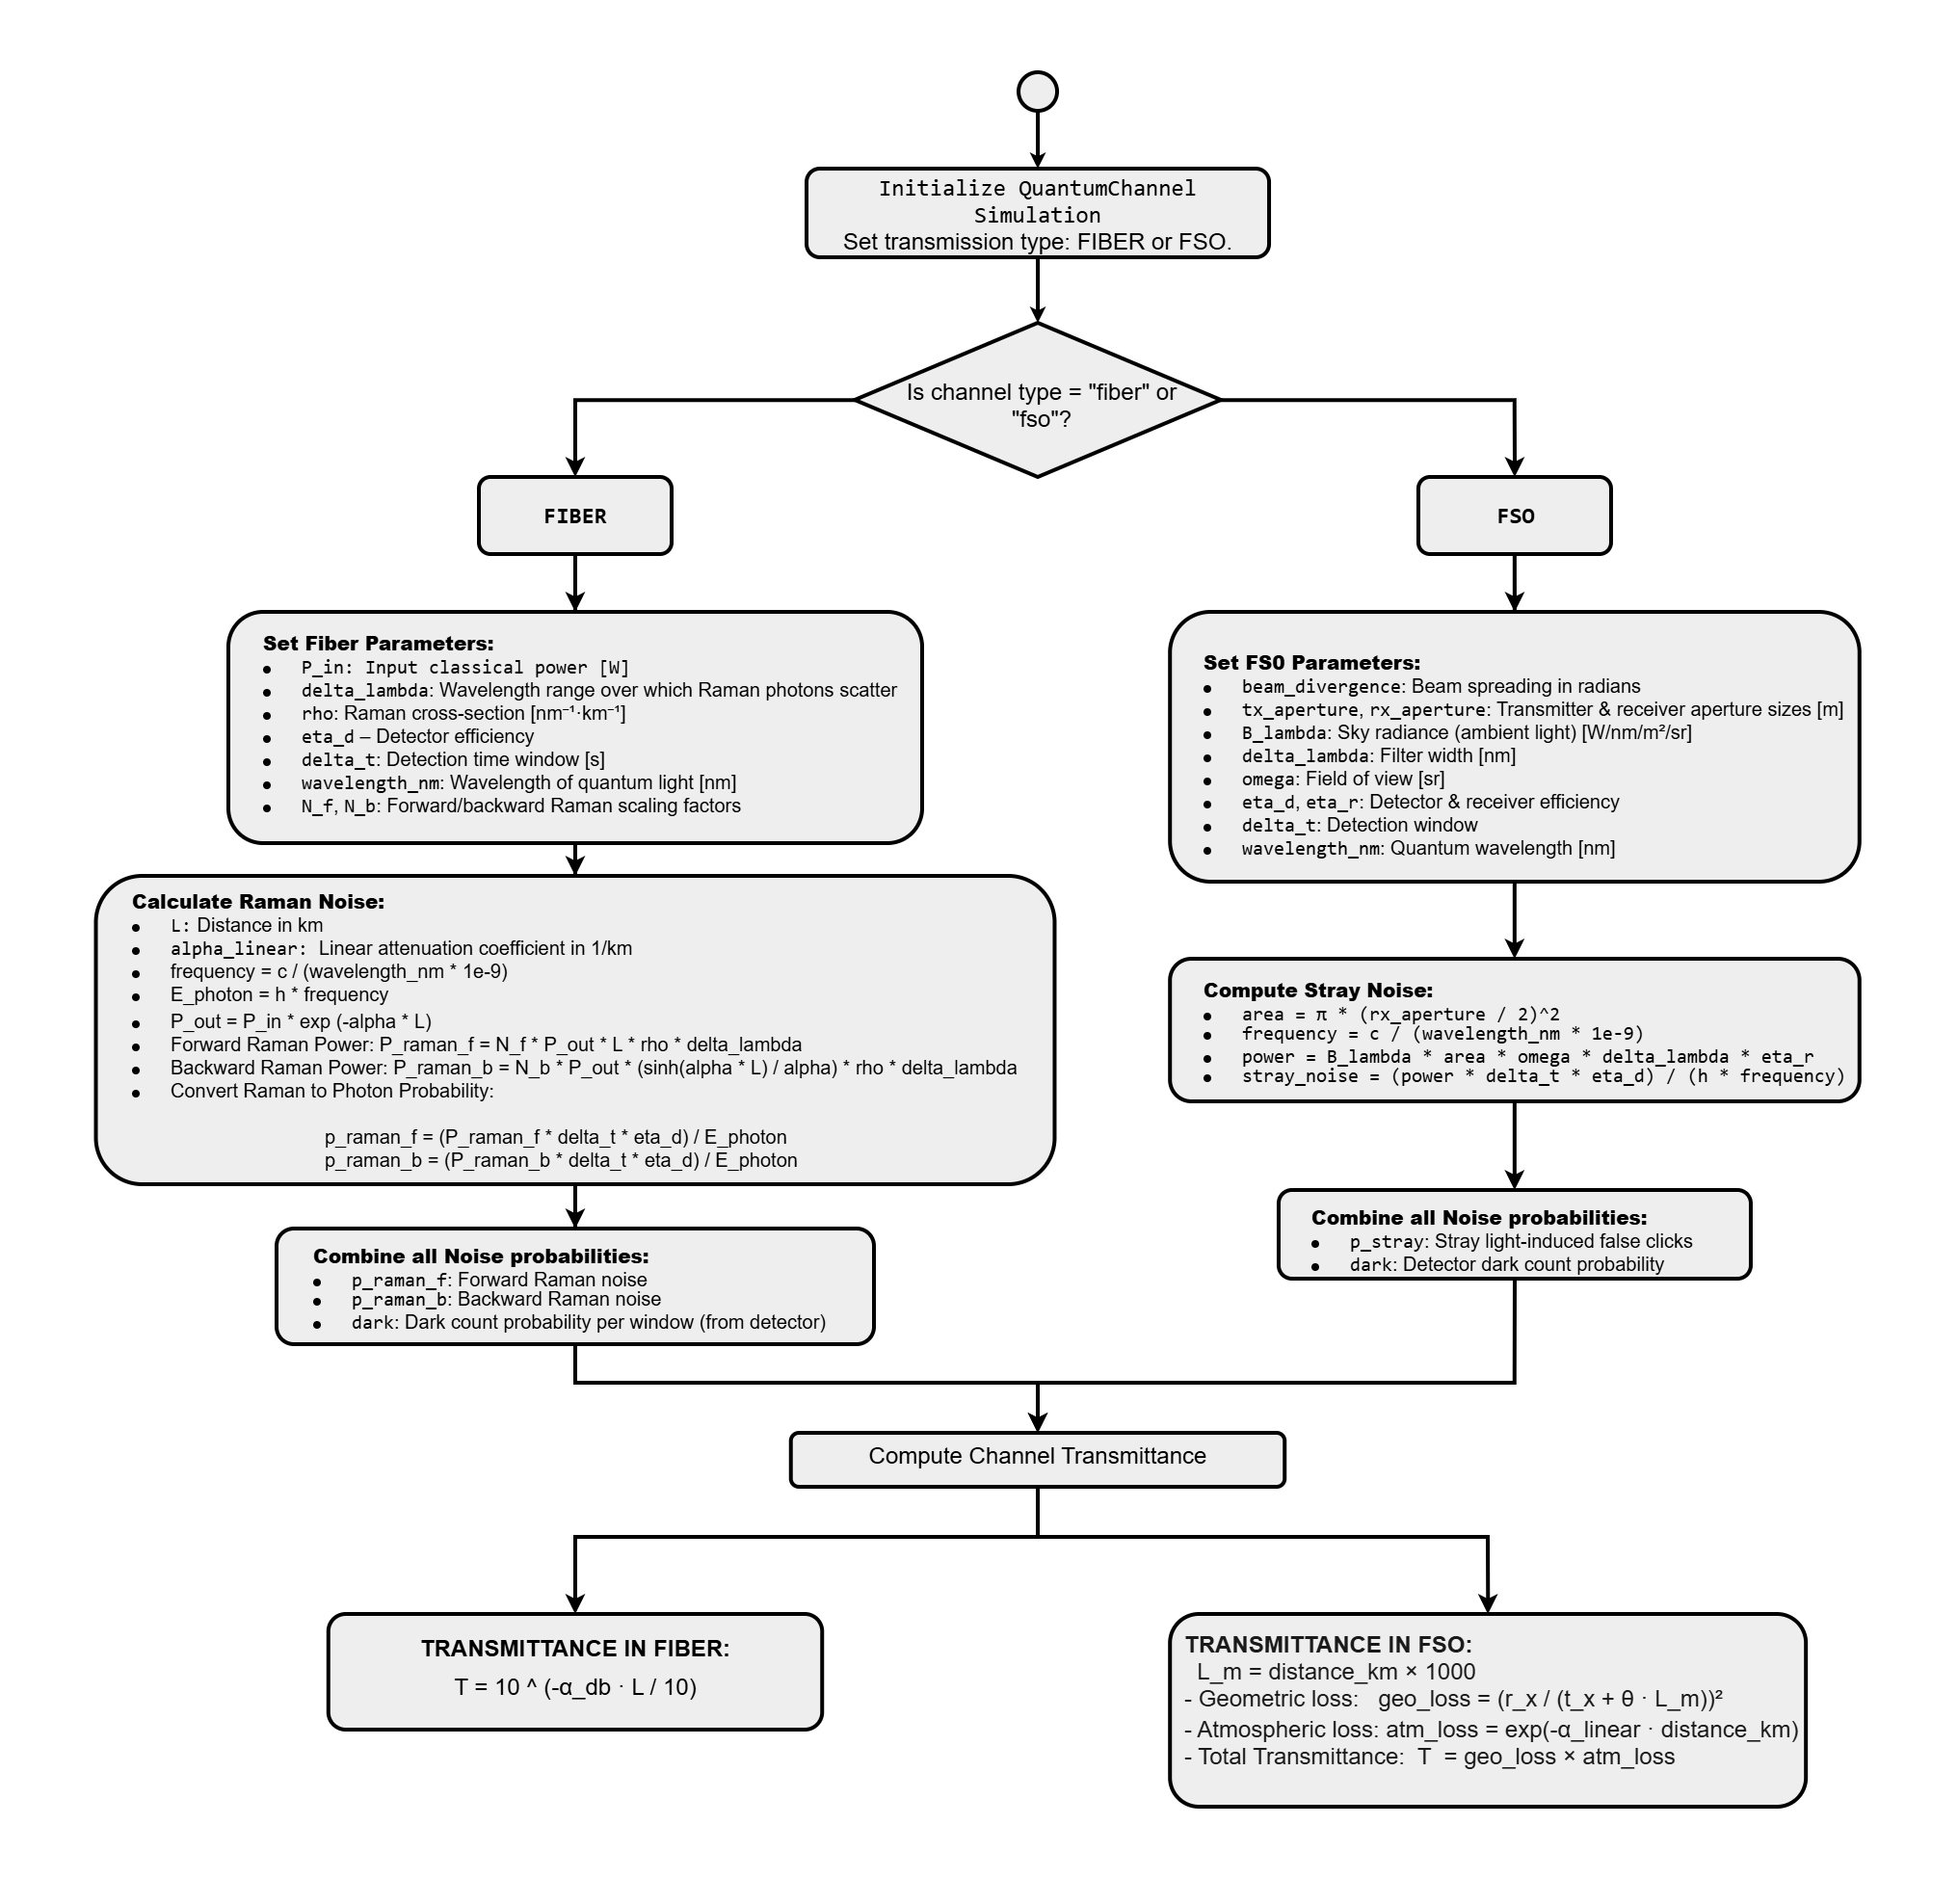 Initialize QuantumChannel
Simulation
Set transmission type: FIBER or FSO.
Is channel type = "fiber" or
"fso"?
FIBER
FSO
Set Fiber Parameters:
• P_in: Input classical power [W]
• delta_lambda: Wavelength range over which Raman photons scatter
• rho: Raman cross-section [nm⁻¹·km⁻¹]
• eta_d – Detector efficiency
• delta_t: Detection time window [s]
• wavelength_nm: Wavelength of quantum light [nm]
• N_f, N_b: Forward/backward Raman scaling factors
Set FS0 Parameters:
• beam_divergence: Beam spreading in radians
• tx_aperture, rx_aperture: Transmitter & receiver aperture sizes [m]
• B_lambda: Sky radiance (ambient light) [W/nm/m²/sr]
• delta_lambda: Filter width [nm]
• omega: Field of view [sr]
• eta_d, eta_r: Detector & receiver efficiency
• delta_t: Detection window
• wavelength_nm: Quantum wavelength [nm]
Calculate Raman Noise:
• L: Distance in km
• alpha_linear: Linear attenuation coefficient in 1/km
• frequency = c / (wavelength_nm * 1e-9)
• E_photon = h * frequency
• P_out = P_in * exp (-alpha * L)
• Forward Raman Power: P_raman_f = N_f * P_out * L * rho * delta_lambda
• Backward Raman Power: P_raman_b = N_b * P_out * (sinh(alpha * L) / alpha) * rho * delta_lambda
• Convert Raman to Photon Probability:
p_raman_f = (P_raman_f * delta_t * eta_d) / E_photon
p_raman_b = (P_raman_b * delta_t * eta_d) / E_photon
Compute Stray Noise:
• area = π * (rx_aperture / 2)^2
• frequency = c / (wavelength_nm * 1e-9)
• power = B_lambda * area * omega * delta_lambda * eta_r
• stray_noise = (power * delta_t * eta_d) / (h * frequency)
Combine all Noise probabilities:
• p_raman_f: Forward Raman noise
• p_raman_b: Backward Raman noise
• dark: Dark count probability per window (from detector)
Combine all Noise probabilities:
• p_stray: Stray light-induced false clicks
• dark: Detector dark count probability
Compute Channel Transmittance
TRANSMITTANCE IN FIBER:
T = 10 ^ (-α_db · L / 10)
TRANSMITTANCE IN FSO:
L_m = distance_km × 1000
- Geometric loss: geo_loss = (r_x / (t_x + θ · L_m))²
- Atmospheric loss: atm_loss = exp(-α_linear · distance_km)
- Total Transmittance: T = geo_loss × atm_loss